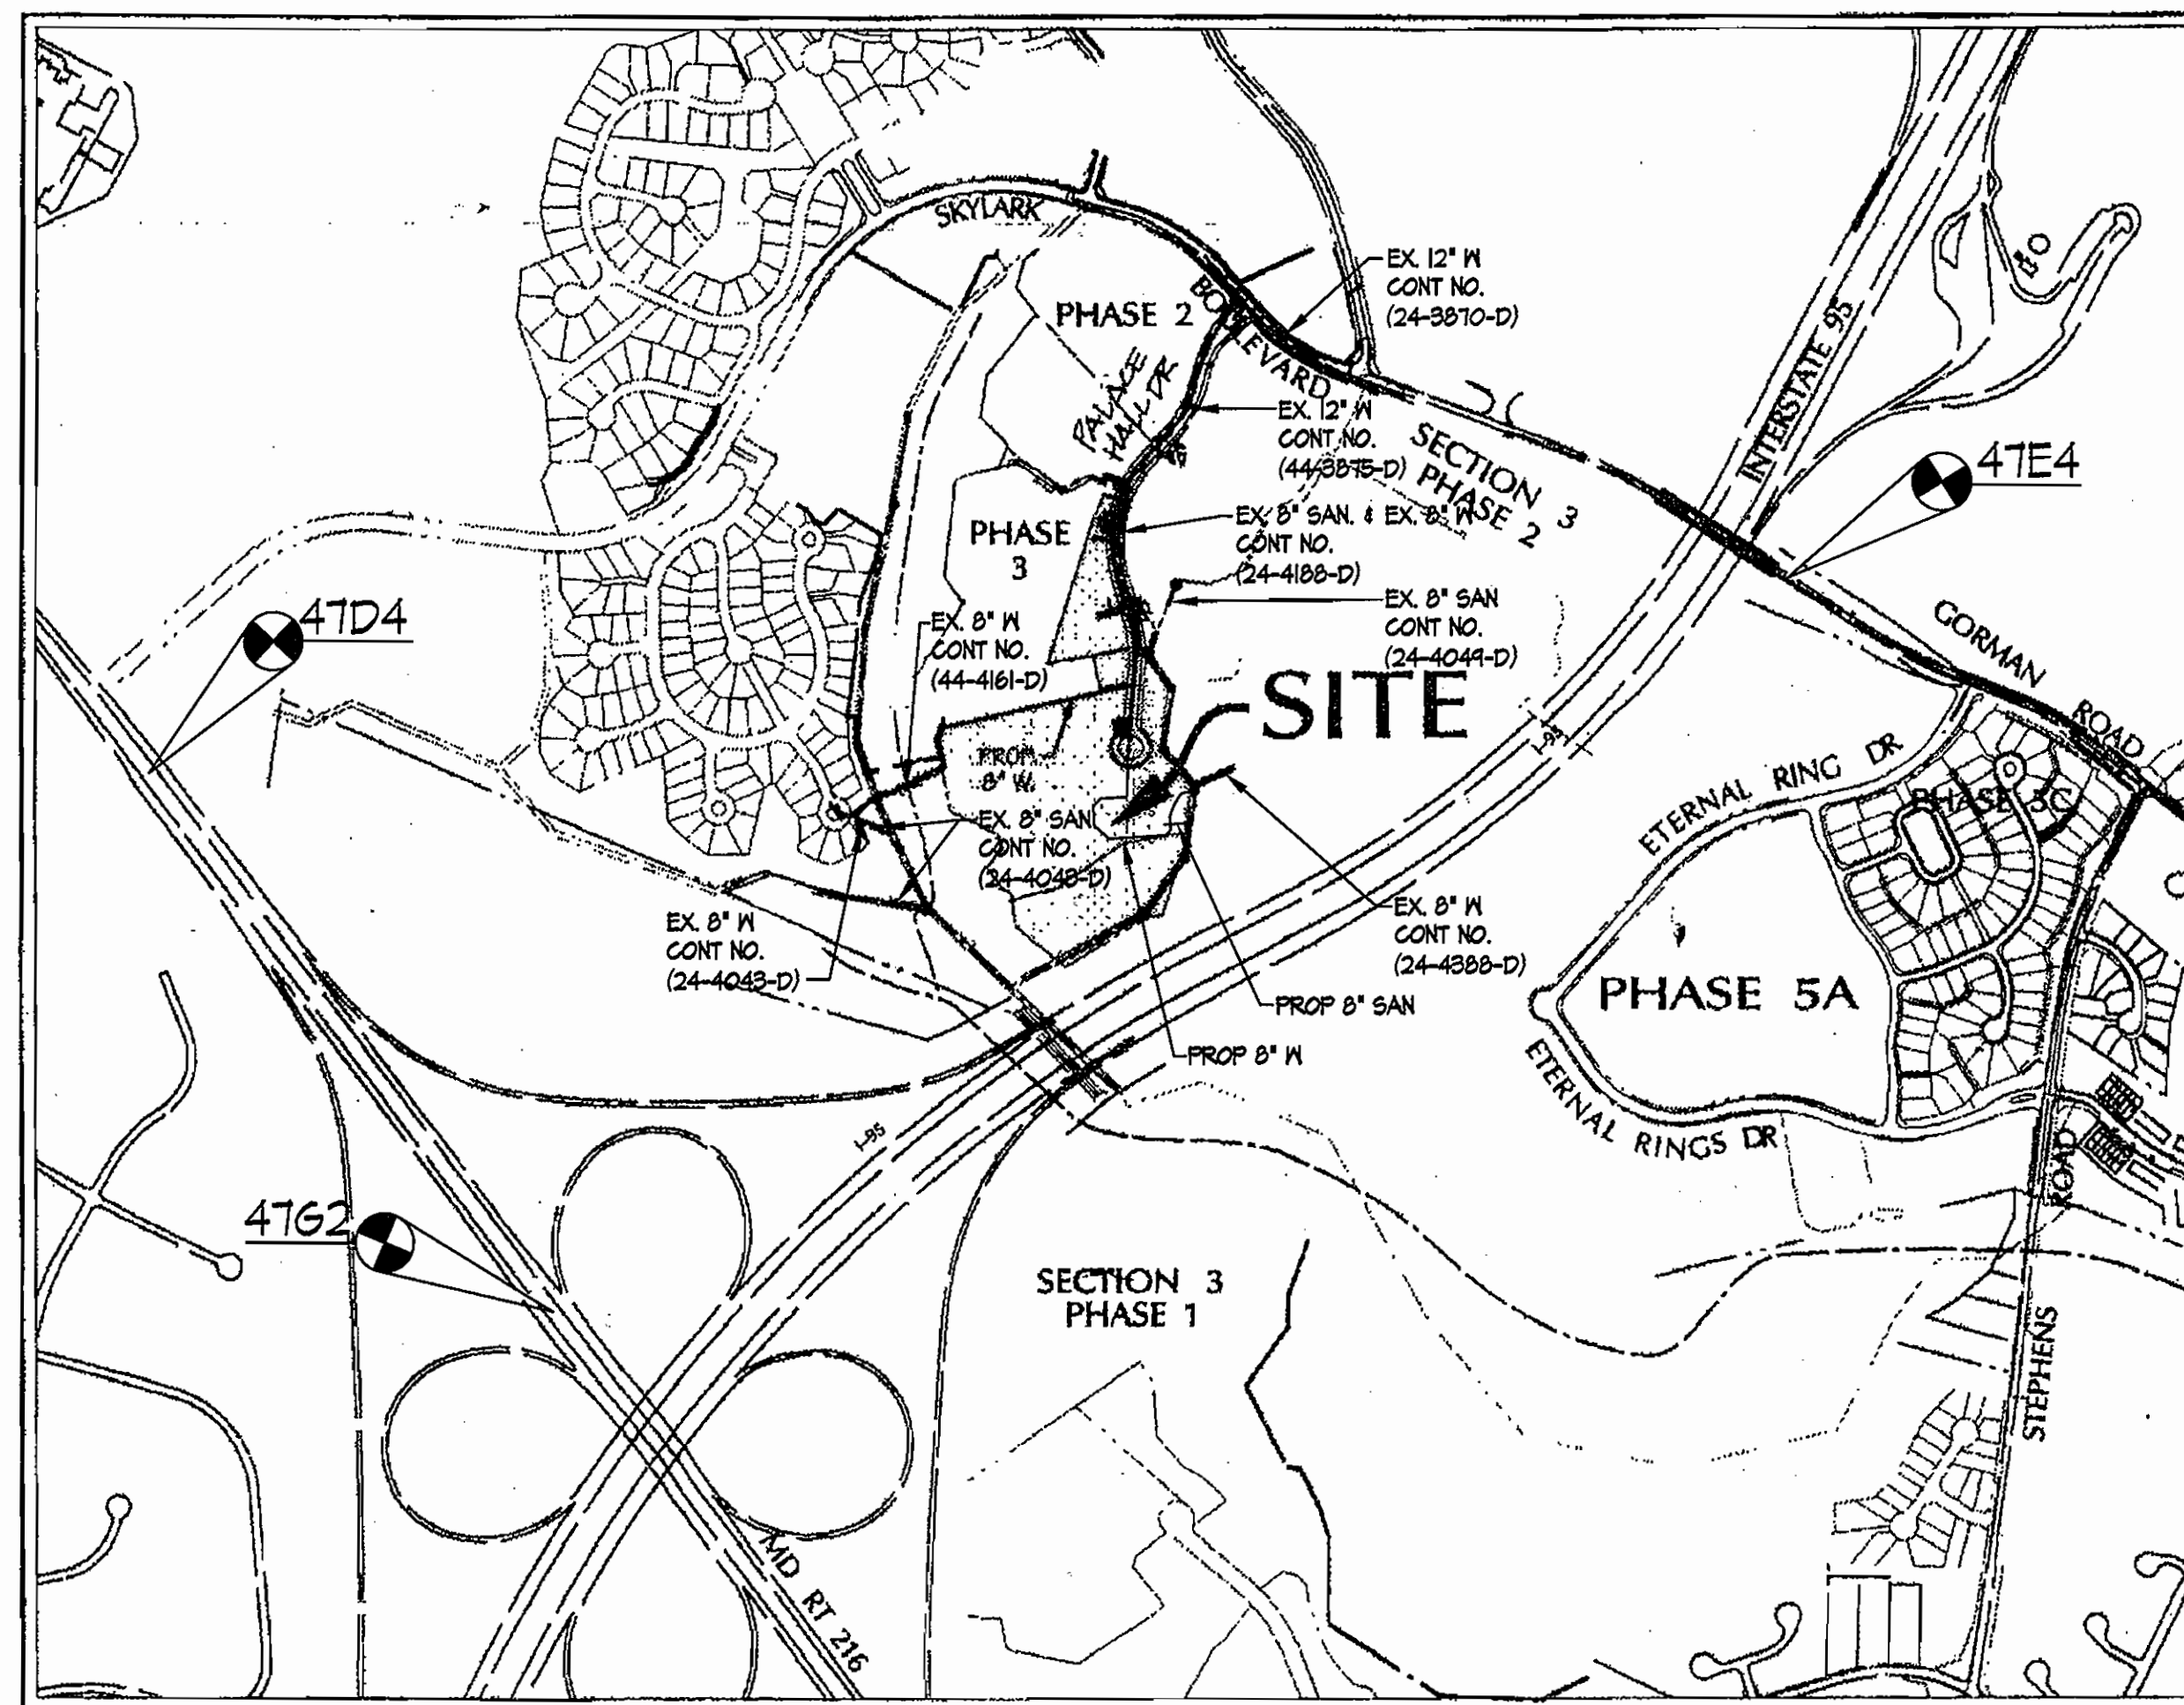 SKYLARK
BOULEVARD
EX. 12" W
CONT NO.
(24-3870-D)
PHASE 2
PALACE
HALL DR
INTERSTATE 95
EX. 12" W
CONT NO.
(44-3875-D)
SECTION 3
PHASE 2
47E4
PHASE
3
EX. 8" SAN. & EX. 8" W
CONT NO.
(24-4188-D)
47D4
EX. 8" W
CONT NO.
(44-4161-D)
EX. 8" SAN
CONT NO.
(24-4049-D)
GORMAN
ROAD
SITE
I-95
PROP.
8" W.
ETERNAL RING DR
PHASE 5C
EX. 8" SAN
CONT NO.
(24-4048-D)
EX. 8" W
CONT NO.
(24-4043-D)
EX. 8" W
CONT NO.
(24-4388-D)
PHASE 5A
PROP 8" SAN
PROP 8" W
ETERNAL RINGS DR
I-95
47G2
SECTION 3
PHASE 1
STEPHENS
ROAD
MD RT 216